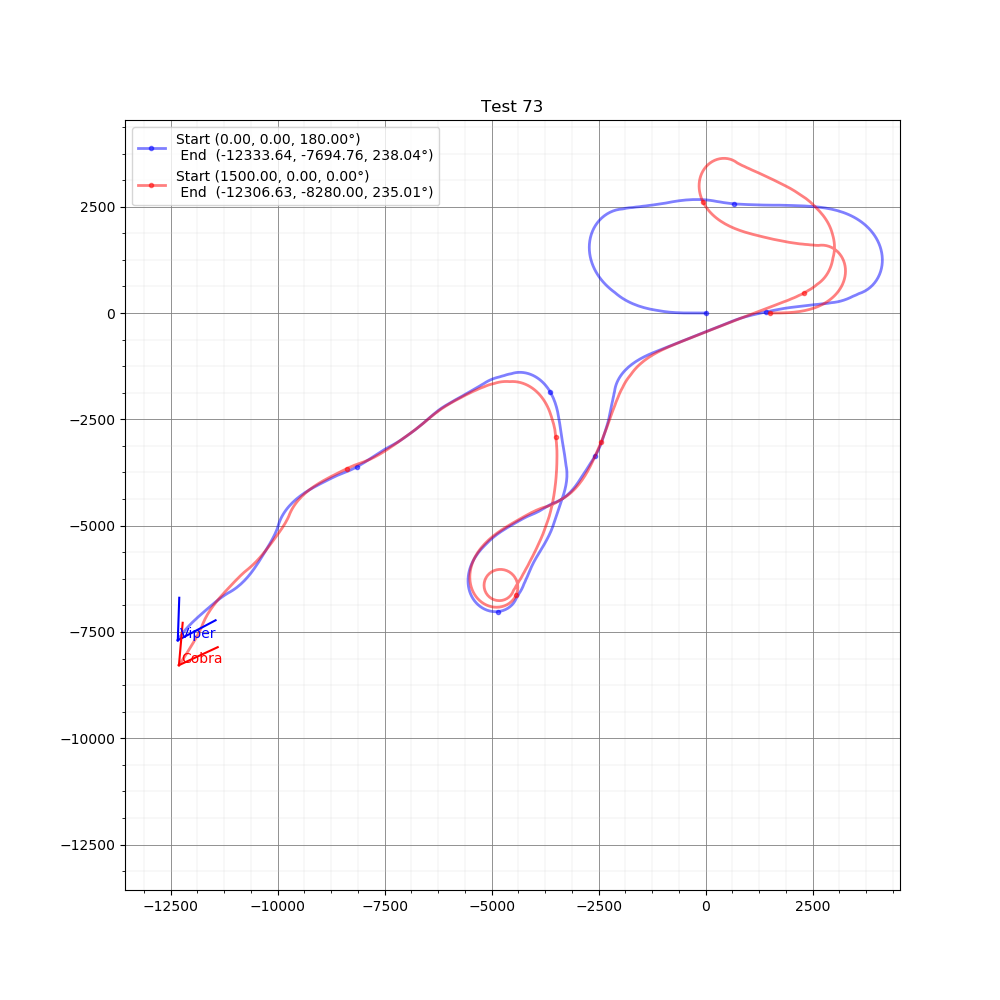 Test 73
Start (0.00, 0.00, 180.00°)
End (-12333.64, -7694.76, 238.04°)
Start (1500.00, 0.00, 0.00°)
End (-12306.63, -8280.00, 235.01°)
2500
0
−2500
−5000
−7500
−10000
−12500
Viper
Cobra
−12500 −10000 −7500 −5000 −2500 0 2500